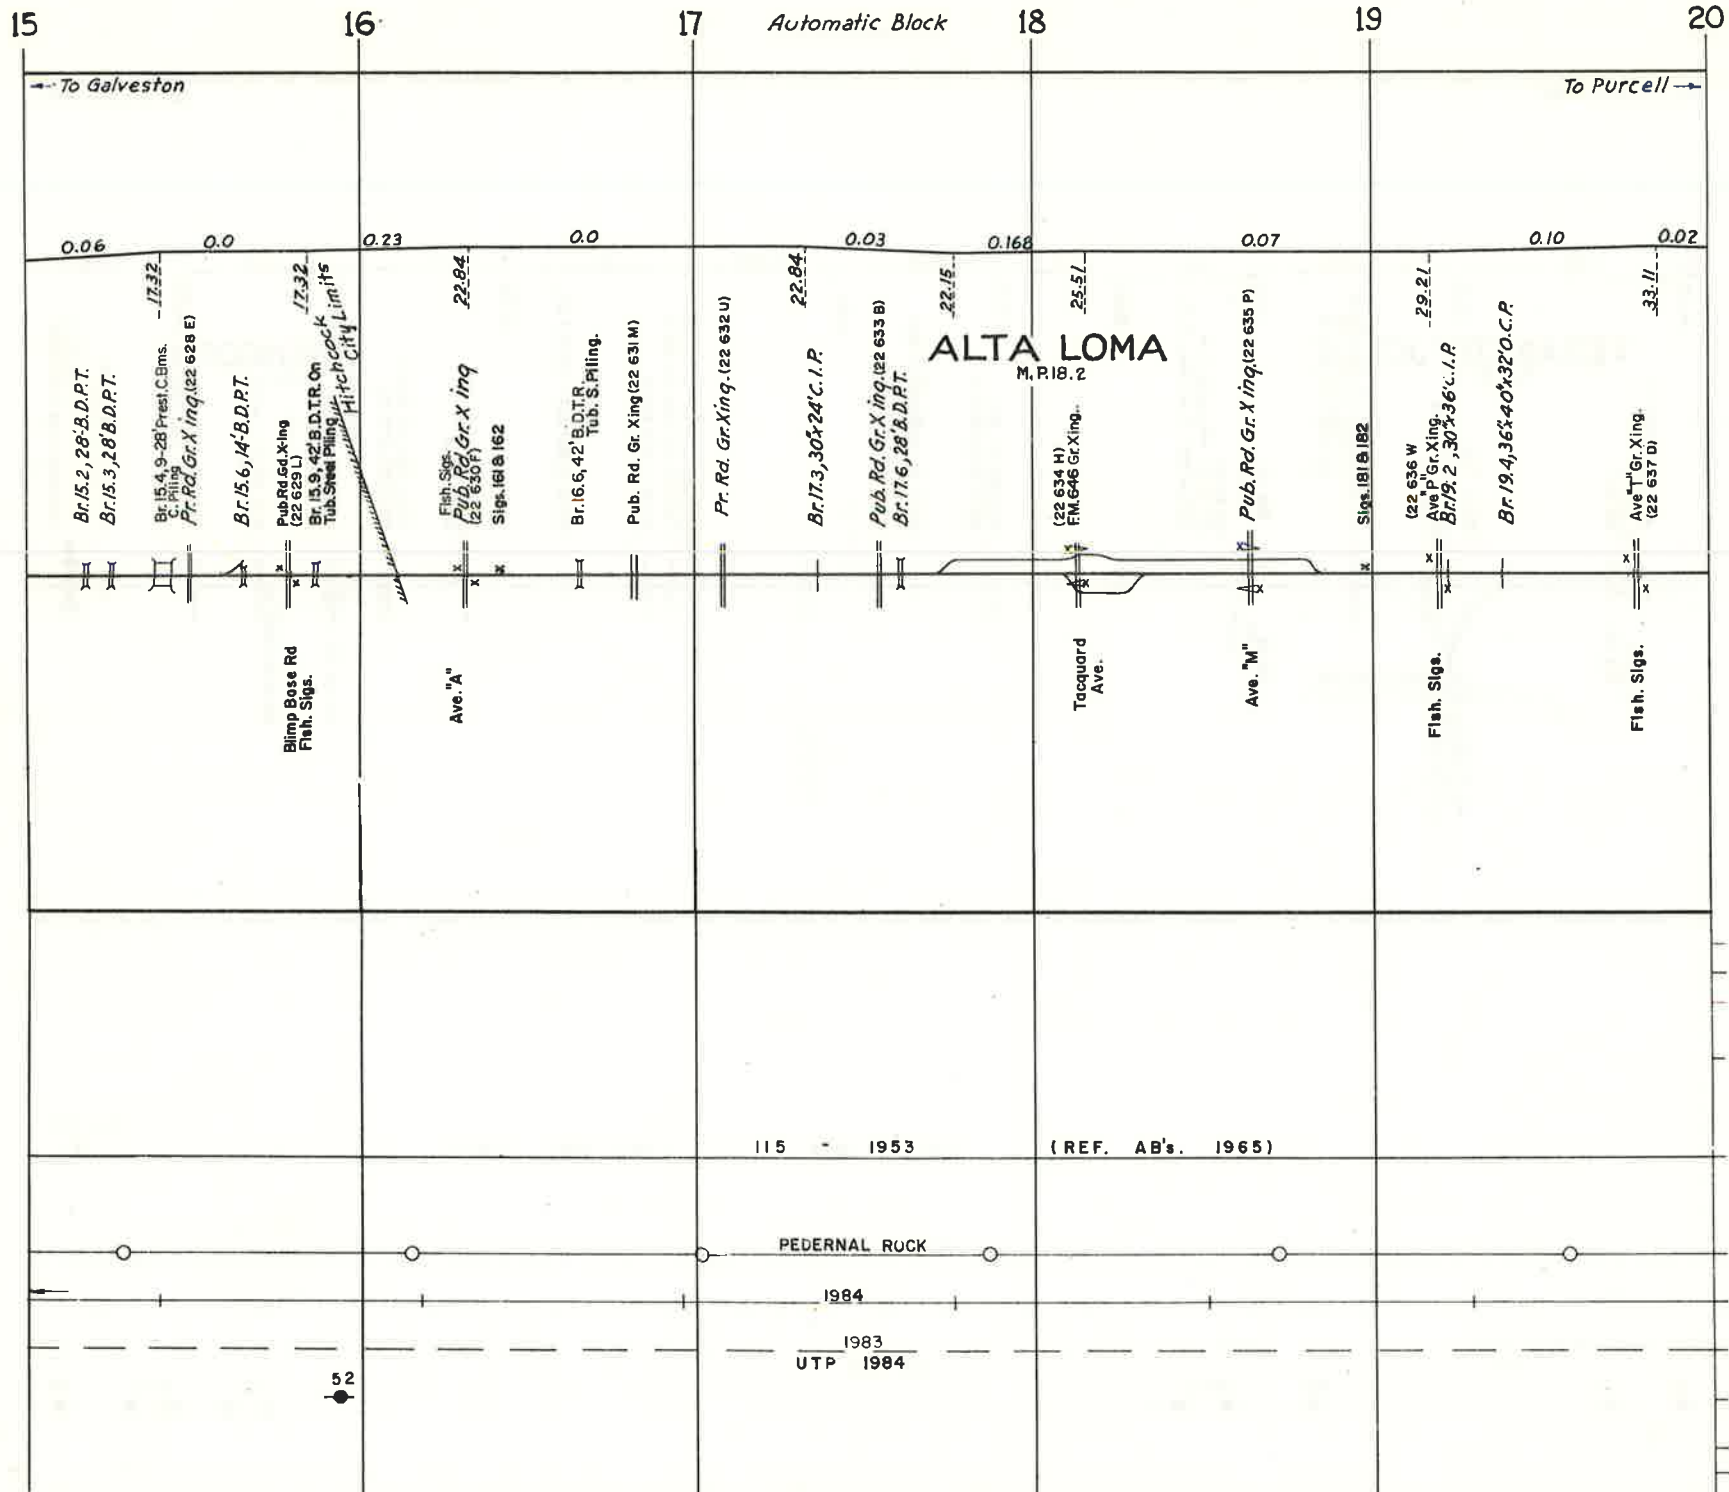 15 16 17 Automatic Block 18 19 20
To Galveston
To Purcell
0.06 0.0 0.23 0.0 0.03 0.168 0.07 0.10 0.02
17.32
17.32
22.84
22.84
22.15
25.51
29.21
33.11
Br. 15.2, 28'-B.D.P.T.
Br. 15.3, 28' B.D.P.T.
Br. 15.4, 9-28' Prest. C. Bms.
C. Piling
Pr. Rd. Gr. X ing. (22 628 E)
Br. 15.6, 14'-B.D.P.T.
Pub. Rd. Gd. X-ing
(22 629 L)
Br. 15.9, 42' B.D.T.R. On
Tub. Steel Piling
Hitchcock
City Limits
Fish. Sigs.
Pub. Rd. Gr. X ing
(22 630 F)
Sigs. 161 & 162
Br. 16.6, 42' B.D.T.R.
Tub. S. Piling.
Pub. Rd. Gr. Xing (22 631 M)
Pr. Rd. Gr. Xing. (22 632 U)
Br. 17.3, 30"x24' C.I.P.
Pub. Rd. Gr. X ing. (22 633 B)
Br. 17.6, 28' B.D.P.T.
ALTA LOMA
M.P. 18.2
(22 634 H)
F.M. 646 Gr. Xing.
Pub. Rd. Gr. X ing. (22 635 P)
Sigs. 181 & 182
(22 636 W
Ave "P" Gr. Xing.
Br. 19.2, 30"x36' C.I.P.
Br. 19.4, 36"x40"x32' O.C.P.
Ave "T" Gr. Xing.
(22 637 D)
Blimp Base Rd
Flsh. Sigs.
Ave. "A"
Tacquard
Ave.
Ave. "M"
Flsh. Sigs.
Flsh. Sigs.
115 - 1953 (REF. AB's. 1965)
PEDERNAL ROCK
1984
1983
UTP 1984
52